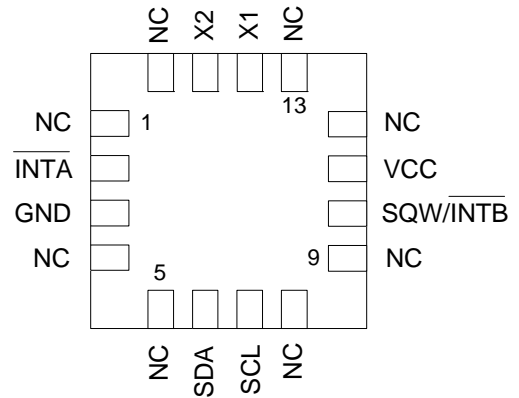 NC X2 X1 NC
13
NC 1 NC
INTA VCC
GND SQW/INTB
NC 9 NC
5
NC SDA SCL NC